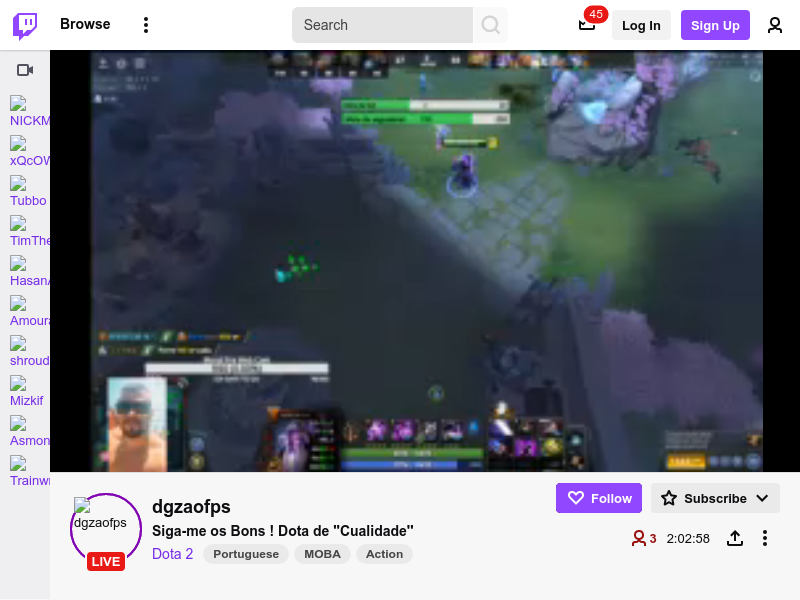 Browse
Search
45
Log In
Sign Up
NICKM
xQcOW
Tubbo
TimThe
HasanA
Amoura
shroud
Mizkif
Asmon
Trainw
dgzaofps
LIVE
dgzaofps
Siga-me os Bons ! Dota de "Cualidade"
Dota 2
Portuguese
MOBA
Action
Follow
Subscribe
3
2:02:58